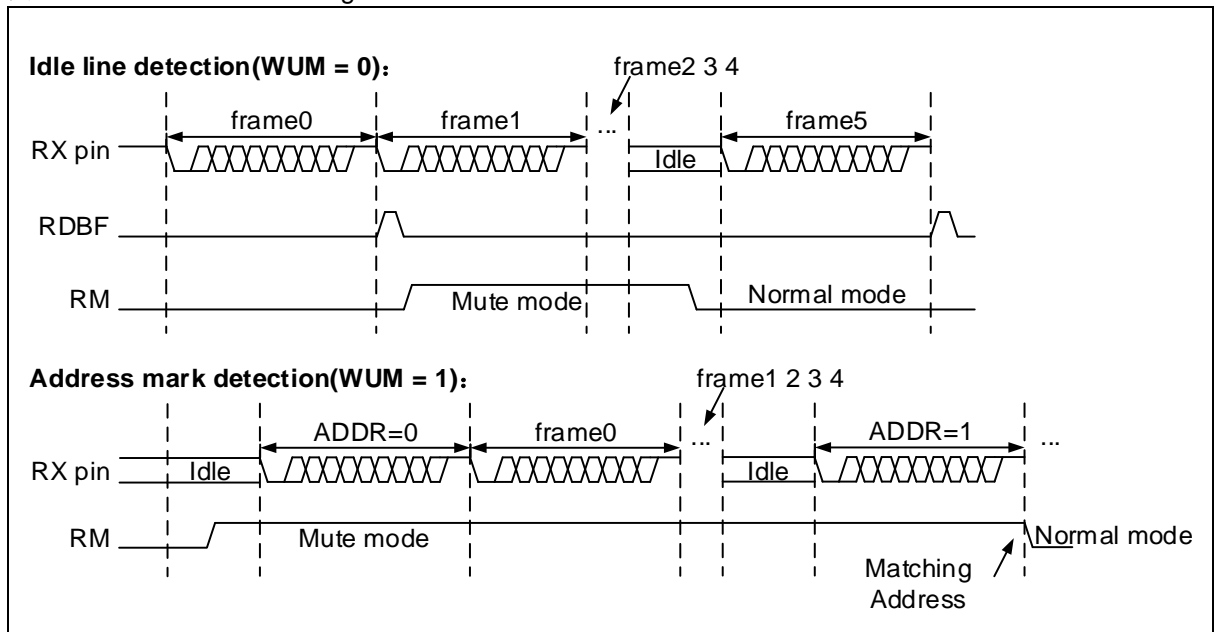 Idle line detection(WUM = 0):
frame2 3 4
frame0 frame1 ... frame5
RX pin Idle
RDBF
RM Mute mode Normal mode
Address mark detection(WUM = 1):
frame1 2 3 4
ADDR=0 frame0 ... ADDR=1 ...
RX pin Idle Idle
RM Mute mode Normal mode
Matching
Address